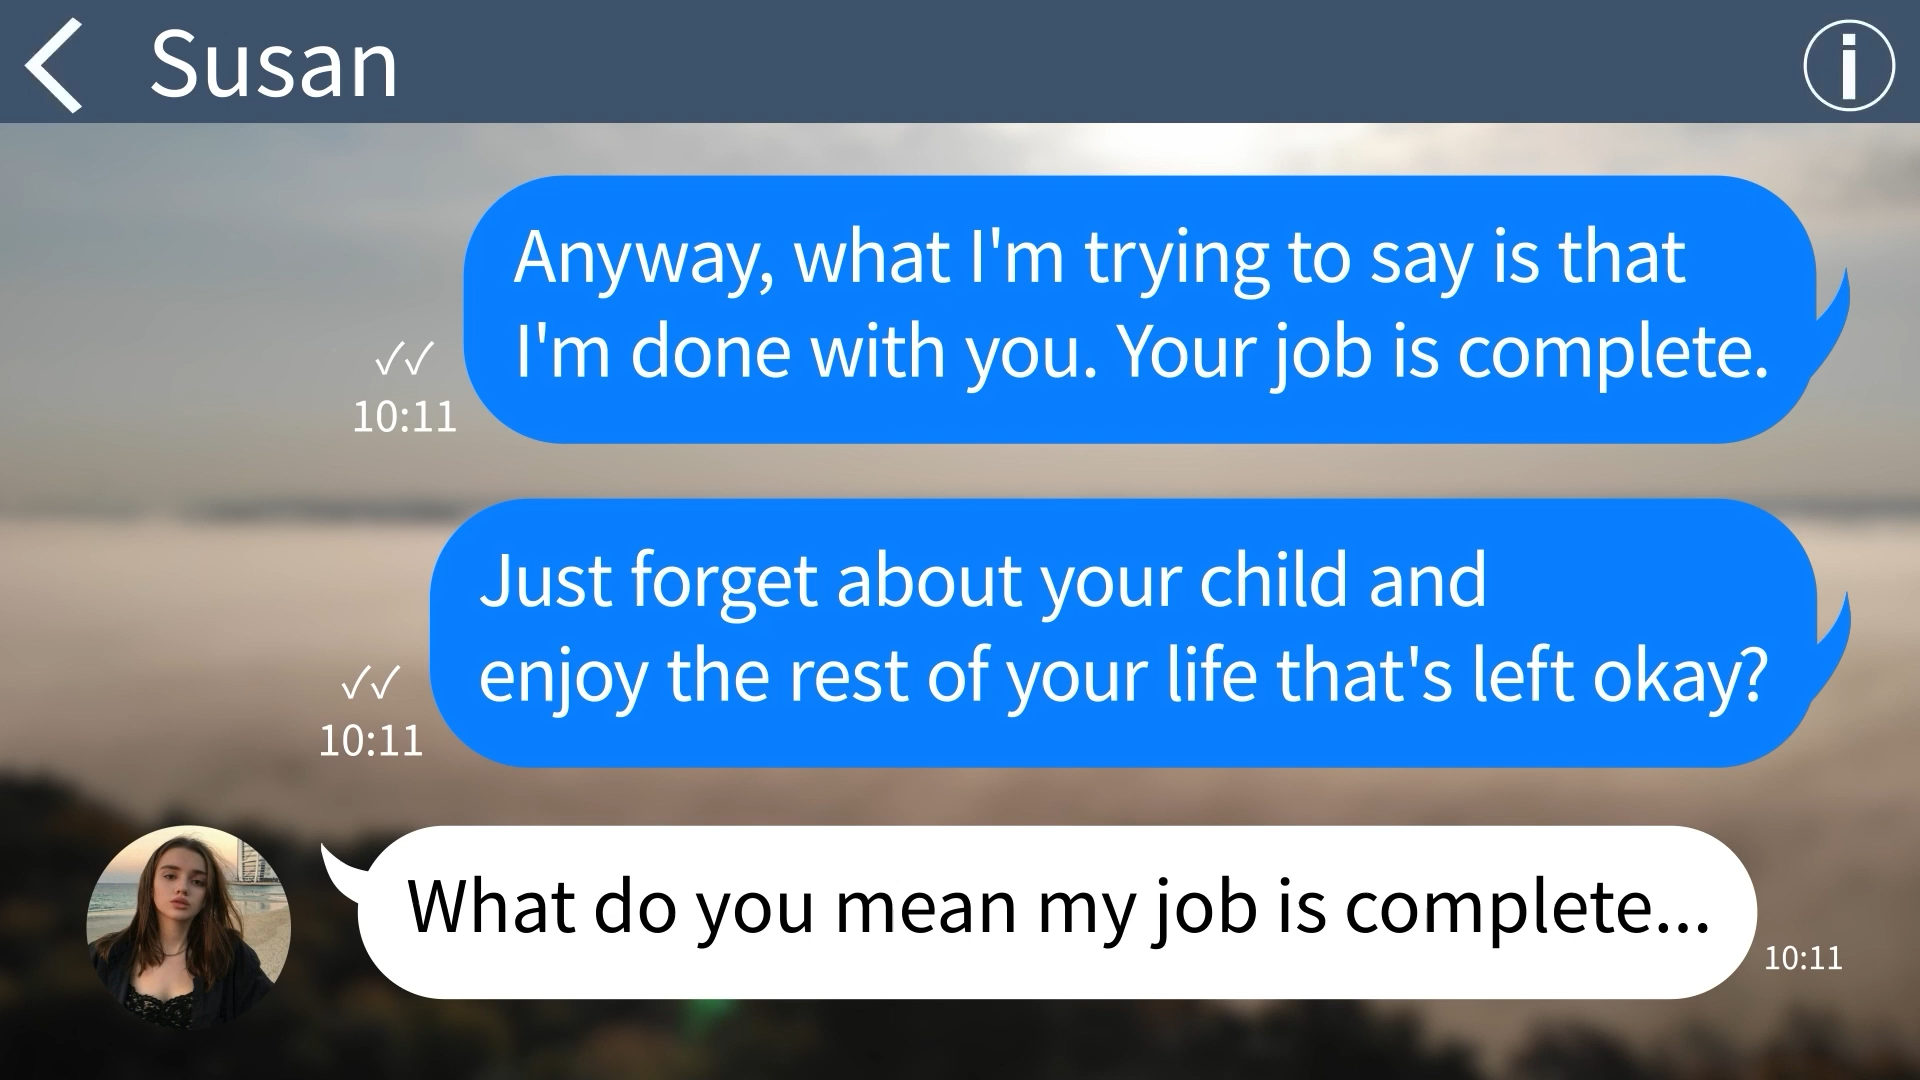 Susan
Anyway, what I'm trying to say is that
I'm done with you. Your job is complete.
10:11
Just forget about your child and
enjoy the rest of your life that's left okay?
10:11
What do you mean my job is complete...
10:11